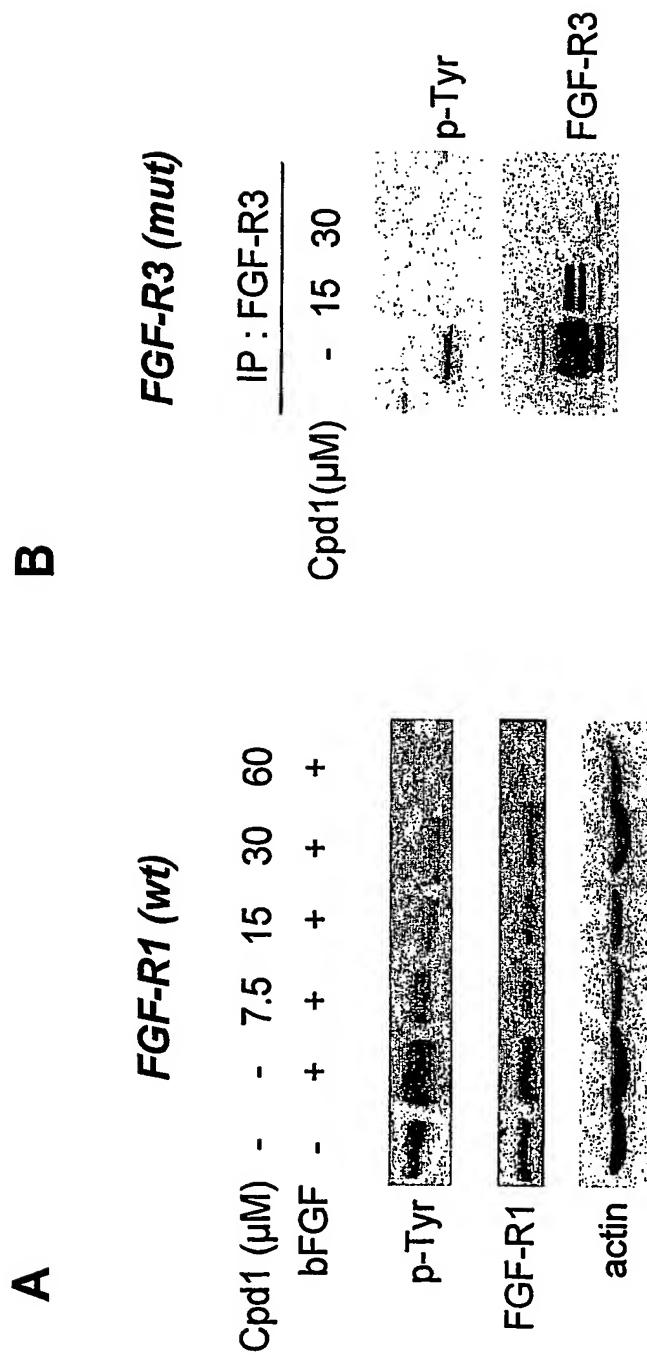 A
FGF-R1 (wt)
Cpd1 (µM) - - 7.5 15 30 60
bFGF - + + + + +
p-Tyr
FGF-R1
actin
B
FGF-R3 (mut)
IP : FGF-R3
Cpd1(µM) - 15 30
p-Tyr
FGF-R3